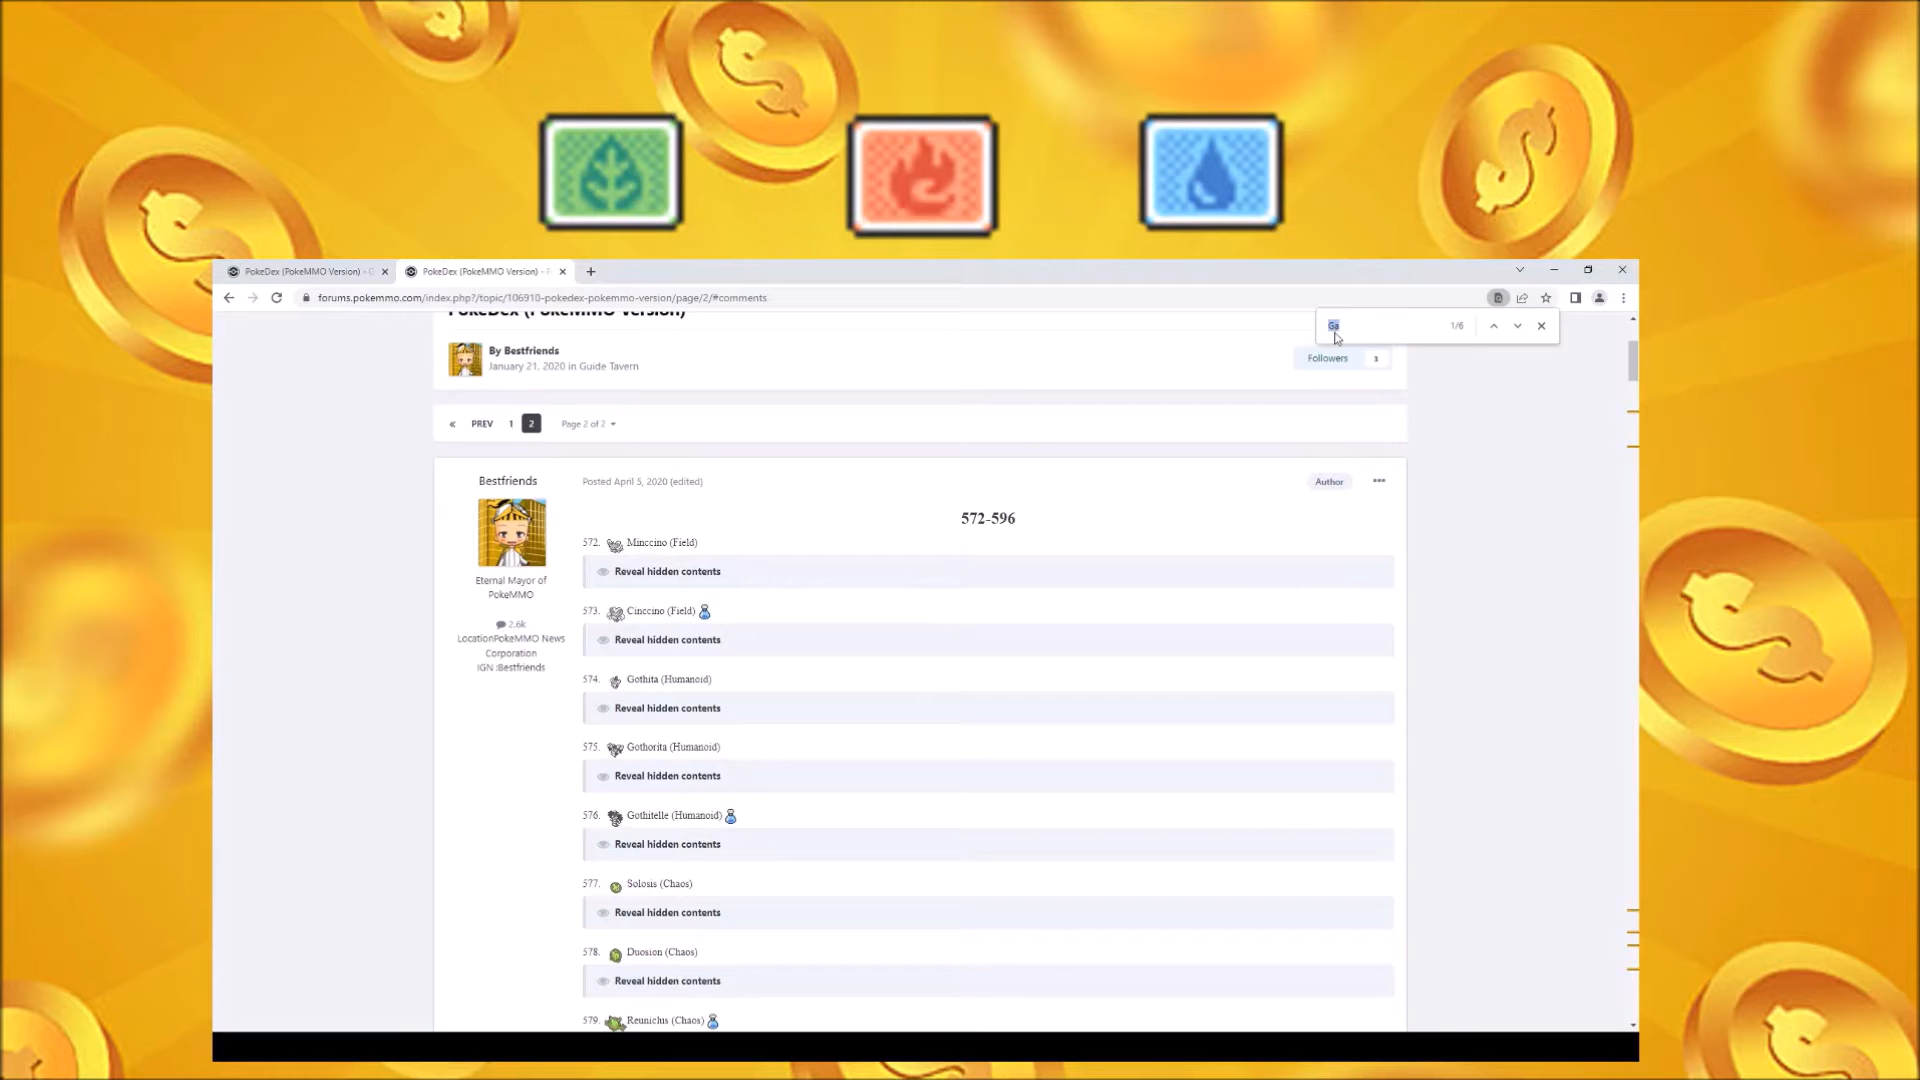 PokeDex (PokeMMO Version) - G
PokeDex (PokeMMO Version) - P
forums.pokemmo.com/index.php?/topic/106910-pokedex-pokemmo-version/page/2/#comments
Ga 1/6
PokeDex (PokeMMO Version)
By Bestfriends
January 21, 2020 in Guide Tavern
Followers 3
« PREV 1 2 Page 2 of 2
Bestfriends
Posted April 5, 2020 (edited)
Author
Eternal Mayor of
PokeMMO
2.6k
LocationPokeMMO News
Corporation
IGN :Bestfriends
572-596
572. Minccino (Field)
Reveal hidden contents
573. Cinccino (Field)
Reveal hidden contents
574. Gothita (Humanoid)
Reveal hidden contents
575. Gothorita (Humanoid)
Reveal hidden contents
576. Gothitelle (Humanoid)
Reveal hidden contents
577. Solosis (Chaos)
Reveal hidden contents
578. Duosion (Chaos)
Reveal hidden contents
579. Reuniclus (Chaos)